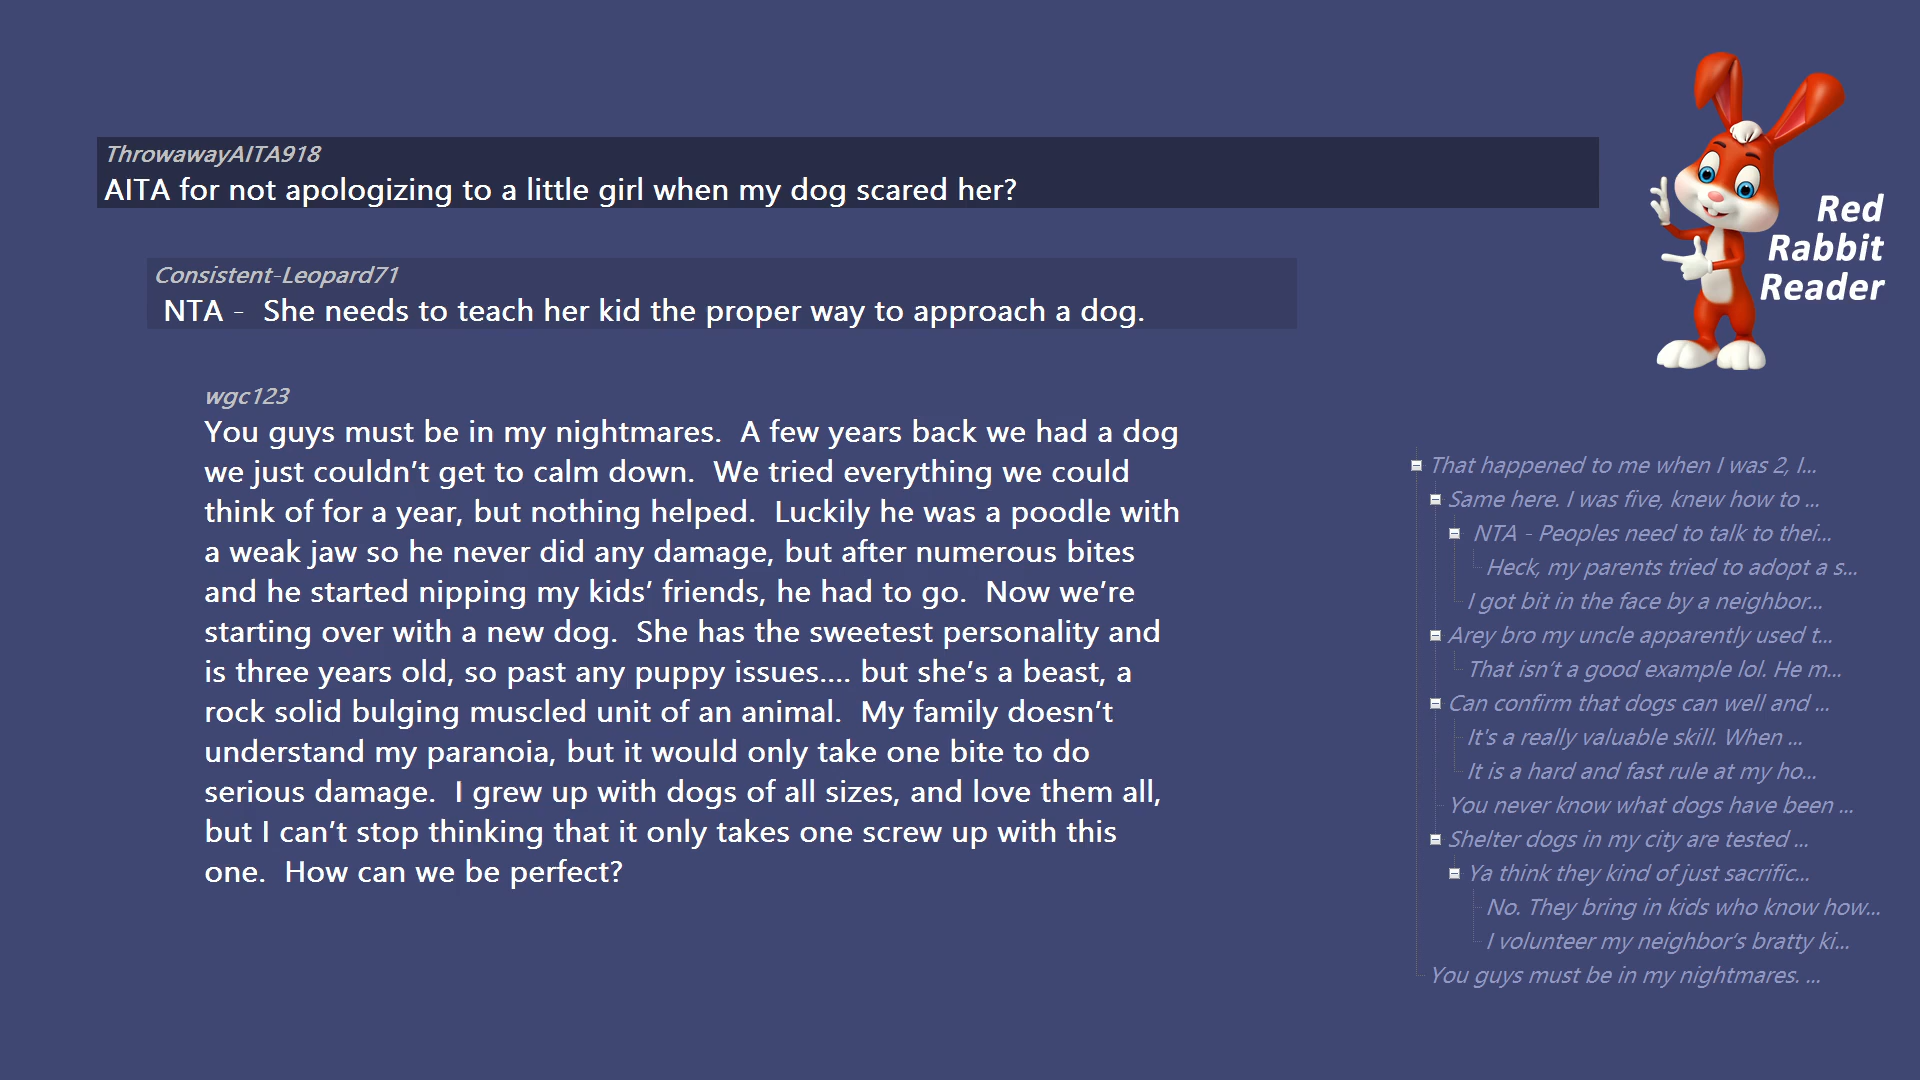 ThrowawayAITA918
AITA for not apologizing to a little girl when my dog scared her?
Consistent-Leopard71
NTA - She needs to teach her kid the proper way to approach a dog.
wgc123
You guys must be in my nightmares. A few years back we had a dog
we just couldn’t get to calm down. We tried everything we could
think of for a year, but nothing helped. Luckily he was a poodle with
a weak jaw so he never did any damage, but after numerous bites
and he started nipping my kids’ friends, he had to go. Now we’re
starting over with a new dog. She has the sweetest personality and
is three years old, so past any puppy issues.... but she’s a beast, a
rock solid bulging muscled unit of an animal. My family doesn’t
understand my paranoia, but it would only take one bite to do
serious damage. I grew up with dogs of all sizes, and love them all,
but I can’t stop thinking that it only takes one screw up with this
one. How can we be perfect?
Red
Rabbit
Reader
That happened to me when I was 2, I...
Same here. I was five, knew how to ...
NTA - Peoples need to talk to thei...
Heck, my parents tried to adopt a s...
I got bit in the face by a neighbor...
Arey bro my uncle apparently used t...
That isn’t a good example lol. He m...
Can confirm that dogs can well and ...
It's a really valuable skill. When ...
It is a hard and fast rule at my ho...
You never know what dogs have been ...
Shelter dogs in my city are tested ...
Ya think they kind of just sacrific...
No. They bring in kids who know how...
I volunteer my neighbor’s bratty ki...
You guys must be in my nightmares. ...